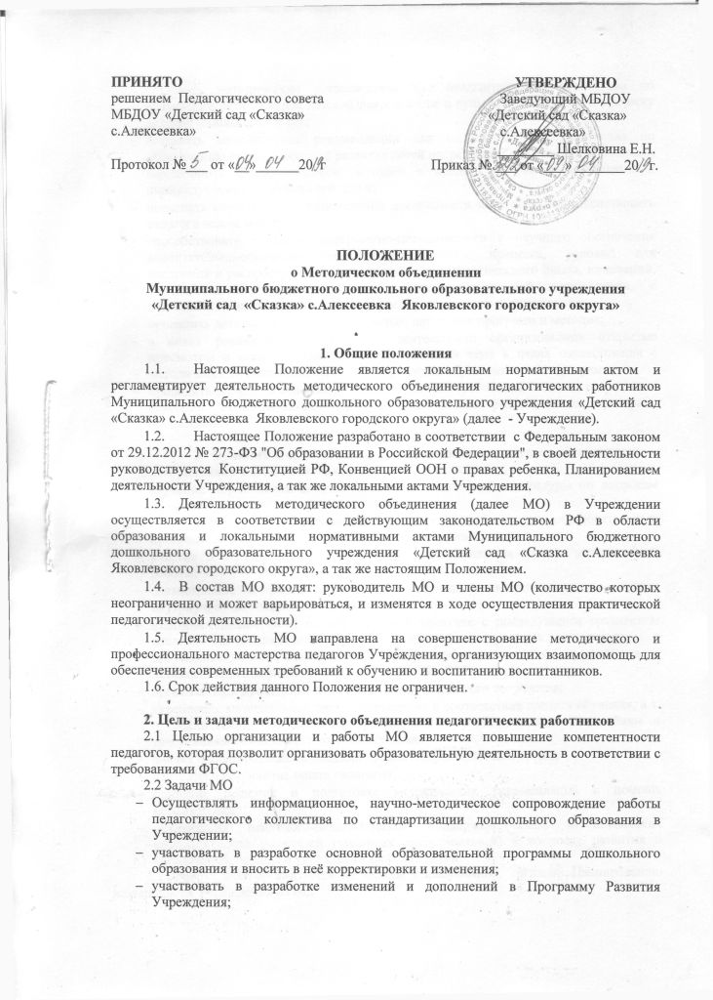 ПРИНЯТО
решением Педагогического совета
МБДОУ «Детский сад «Сказка»
с.Алексеевка»
Протокол № 5 от «04» 04 2019г
УТВЕРЖДЕНО
Заведующий МБДОУ
«Детский сад «Сказка»
с.Алексеевка»
Шелковина Е.Н.
Приказ № от «09» 04 2019г.
ПОЛОЖЕНИЕ
о Методическом объединении
Муниципального бюджетного дошкольного образовательного учреждения
«Детский сад «Сказка» с.Алексеевка Яковлевского городского округа»
1. Общие положения
1.1. Настоящее Положение является локальным нормативным актом и
регламентирует деятельность методического объединения педагогических работников
Муниципального бюджетного дошкольного образовательного учреждения «Детский сад
«Сказка» с.Алексеевка Яковлевского городского округа» (далее - Учреждение).
1.2. Настоящее Положение разработано в соответствии с Федеральным законом
от 29.12.2012 № 273-ФЗ "Об образовании в Российской Федерации", в своей деятельности
руководствуется Конституцией РФ, Конвенцией ООН о правах ребенка, Планированием
деятельности Учреждения, а так же локальными актами Учреждения.
1.3. Деятельность методического объединения (далее МО) в Учреждении
осуществляется в соответствии с действующим законодательством РФ в области
образования и локальными нормативными актами Муниципального бюджетного
дошкольного образовательного учреждения «Детский сад «Сказка с.Алексеевка
Яковлевского городского округа», а так же настоящим Положением.
1.4. В состав МО входят: руководитель МО и члены МО (количество которых
неограниченно и может варьироваться, и изменятся в ходе осуществления практической
педагогической деятельности).
1.5. Деятельность МО направлена на совершенствование методического и
профессионального мастерства педагогов Учреждения, организующих взаимопомощь для
обеспечения современных требований к обучению и воспитанию воспитанников.
1.6. Срок действия данного Положения не ограничен.
2. Цель и задачи методического объединения педагогических работников
2.1 Целью организации и работы МО является повышение компетентности
педагогов, которая позволит организовать образовательную деятельность в соответствии с
требованиями ФГОС.
2.2 Задачи МО
– Осуществлять информационное, научно-методическое сопровождение работы
педагогического коллектива по стандартизации дошкольного образования в
Учреждении;
– участвовать в разработке основной образовательной программы дошкольного
образования и вносить в неё корректировки и изменения;
– участвовать в разработке изменений и дополнений в Программу Развития
Учреждения;